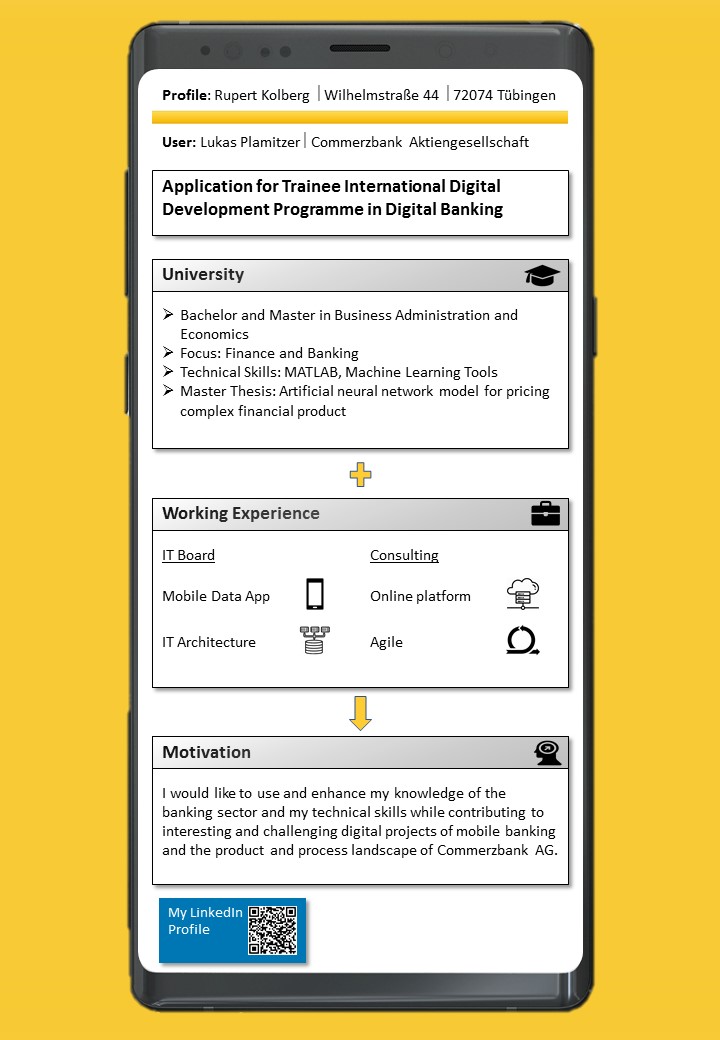 Profile: Rupert Kolberg | Wilhelmstraße 44 | 72074 Tübingen
User: Lukas Plamitzer | Commerzbank Aktiengesellschaft
Application for Trainee International Digital
Development Programme in Digital Banking
University
Bachelor and Master in Business Administration and
Economics
Focus: Finance and Banking
Technical Skills: MATLAB, Machine Learning Tools
Master Thesis: Artificial neural network model for pricing
complex financial product
Working Experience
IT Board
Consulting
Mobile Data App
Online platform
IT Architecture
Agile
Motivation
I would like to use and enhance my knowledge of the
banking sector and my technical skills while contributing to
interesting and challenging digital projects of mobile banking
and the product and process landscape of Commerzbank AG.
My LinkedIn
Profile